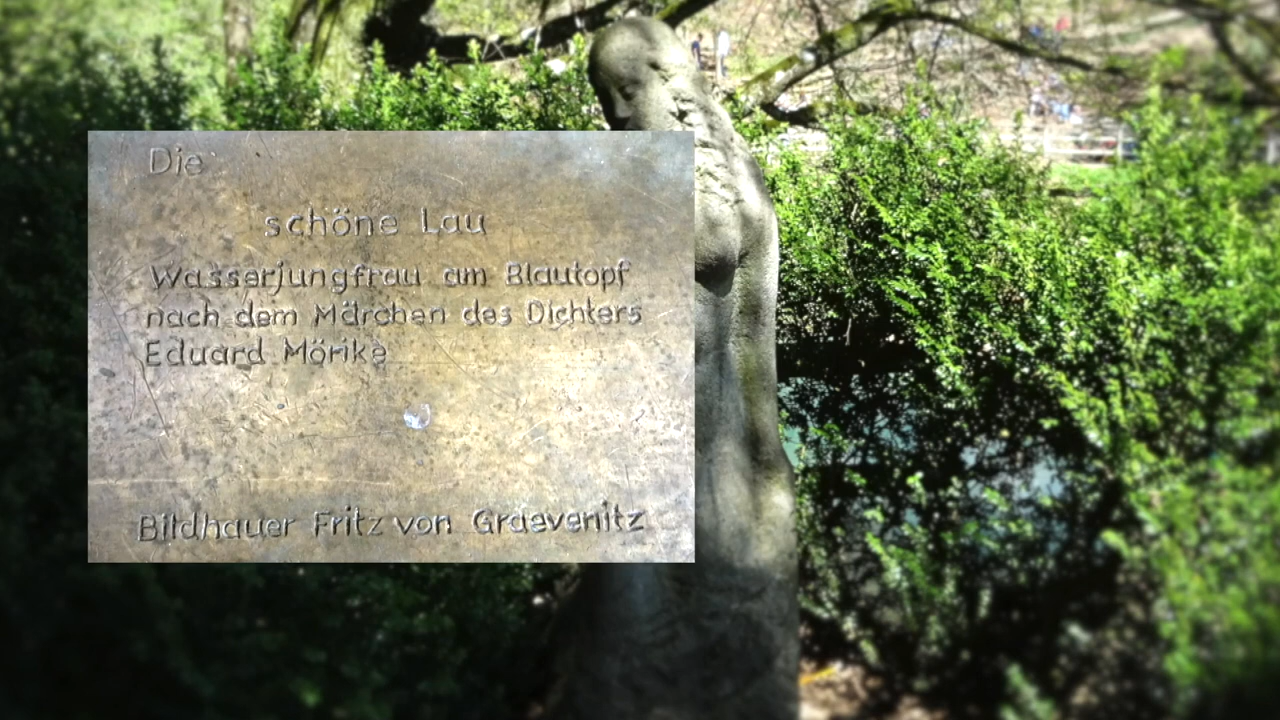 Die
schöne Lau
Wasserjungfrau am Blautopf
nach dem Märchen des Dichters
Eduard Mörike
Bildhauer Fritz von Graevenitz